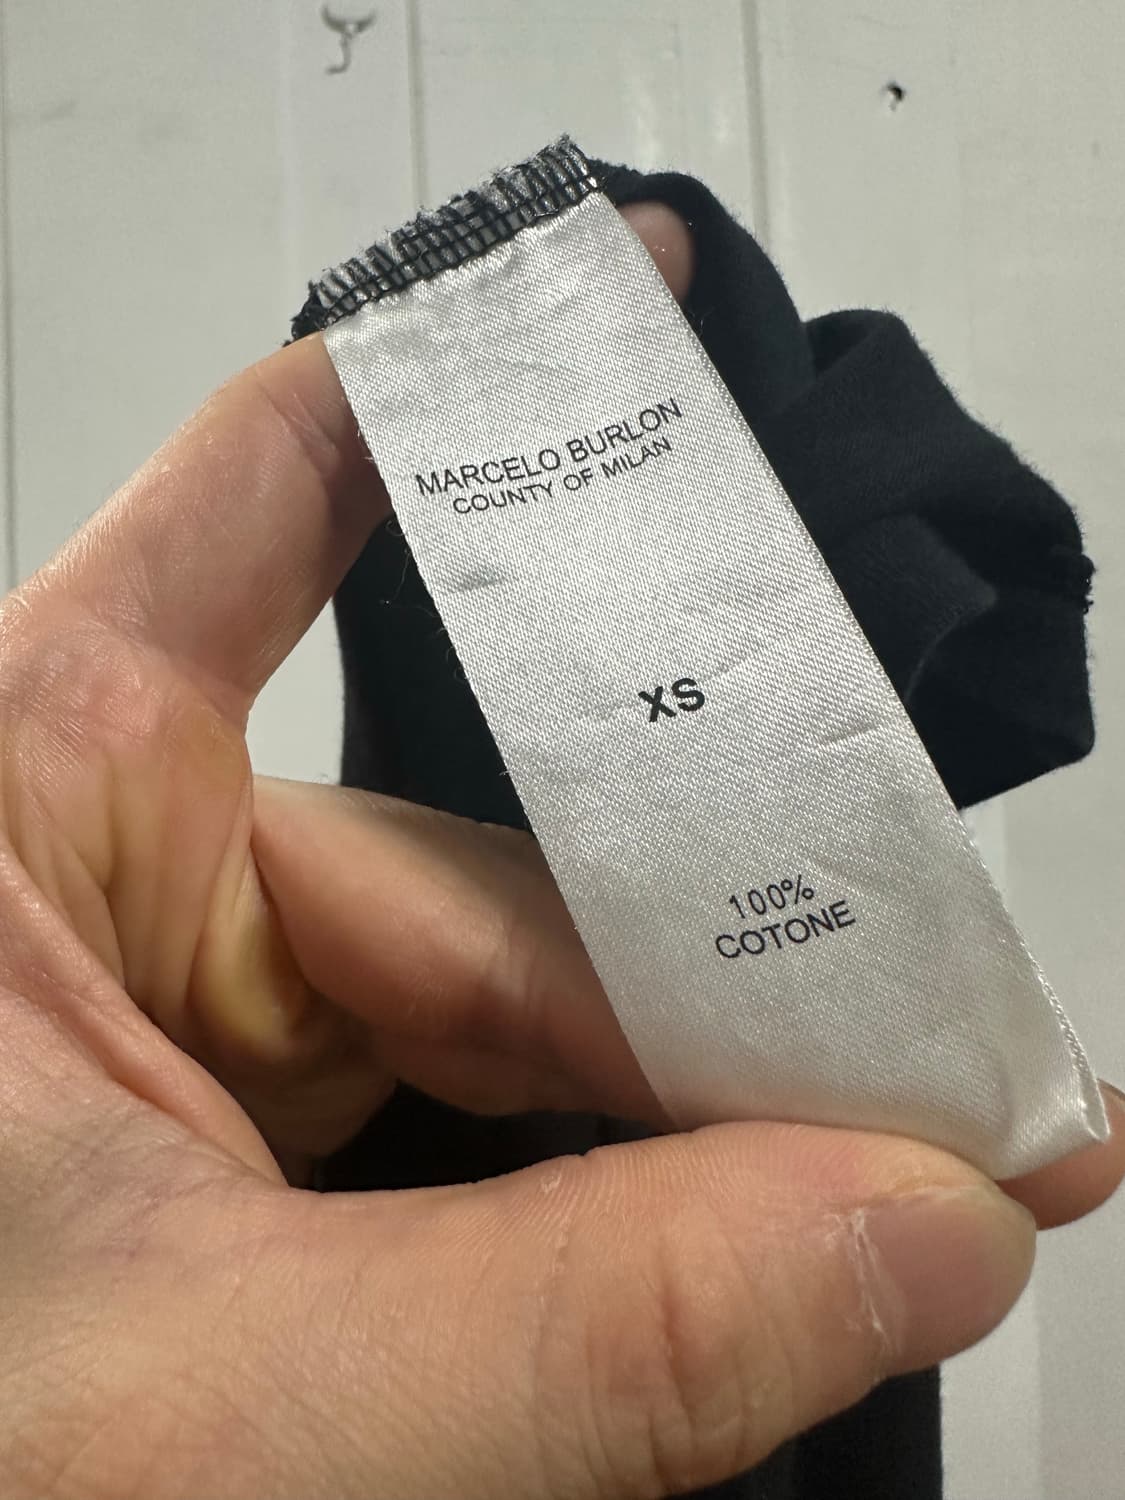 MARCELO BURLON
COUNTY OF MILAN
XS
100%
COTONE